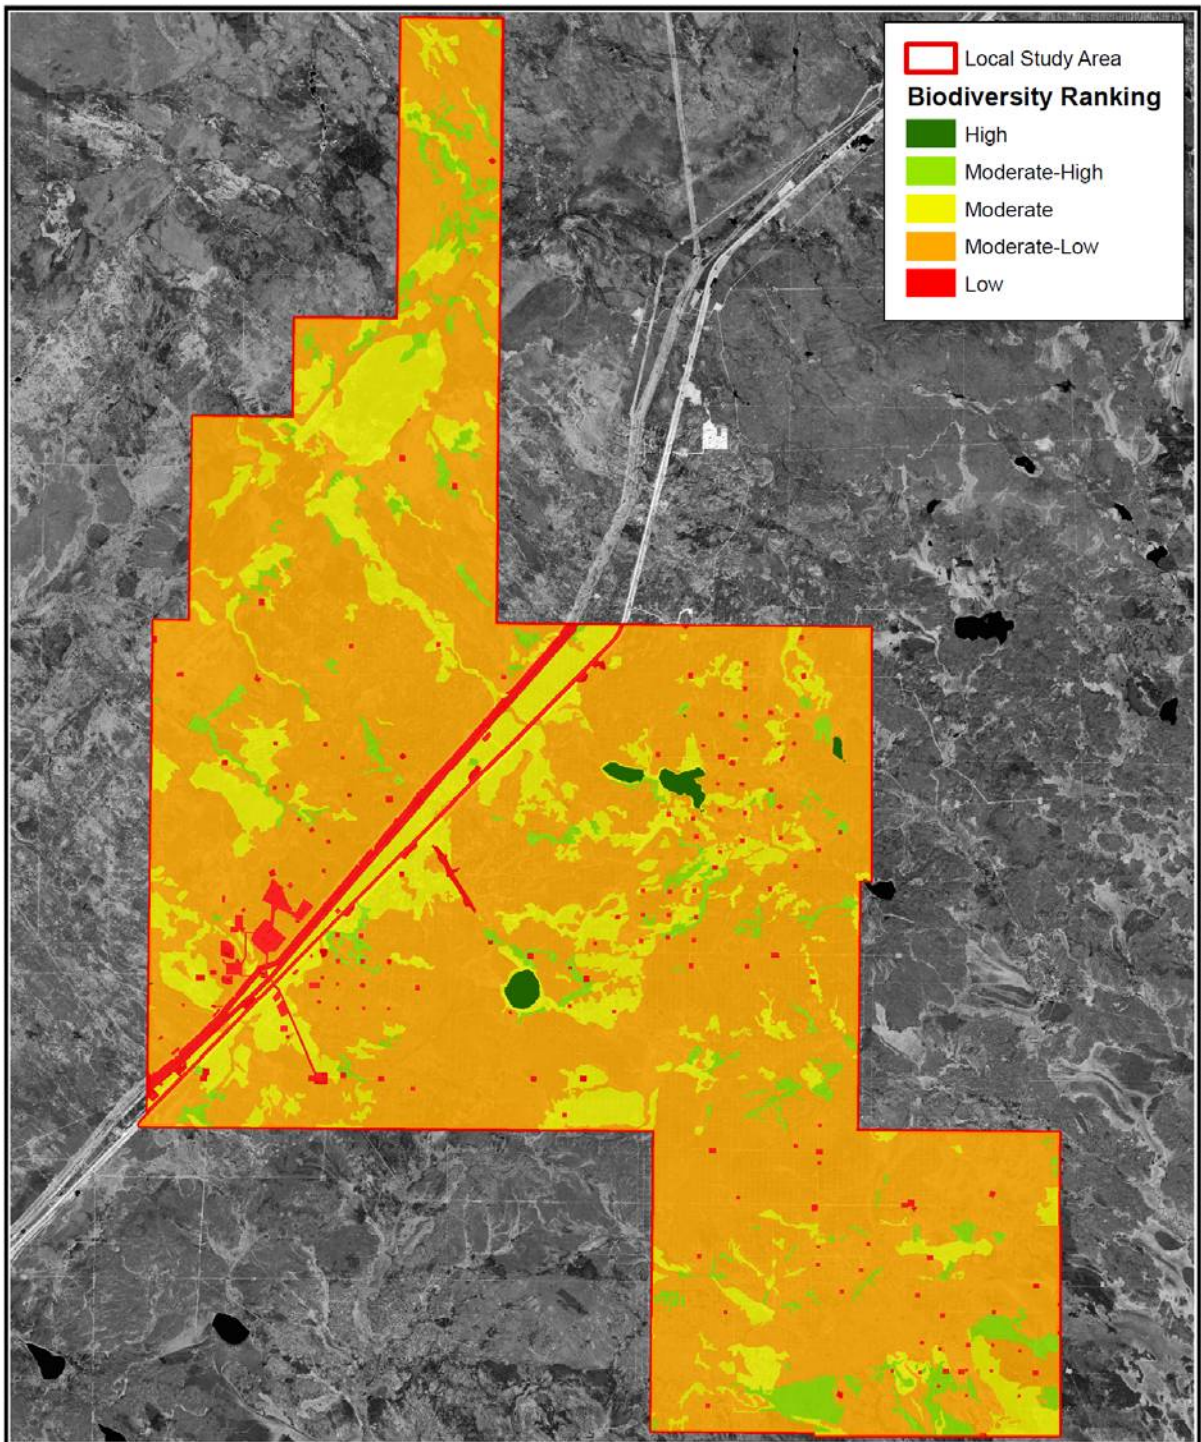 Local Study Area
Biodiversity Ranking
High
Moderate-High
Moderate
Moderate-Low
Low